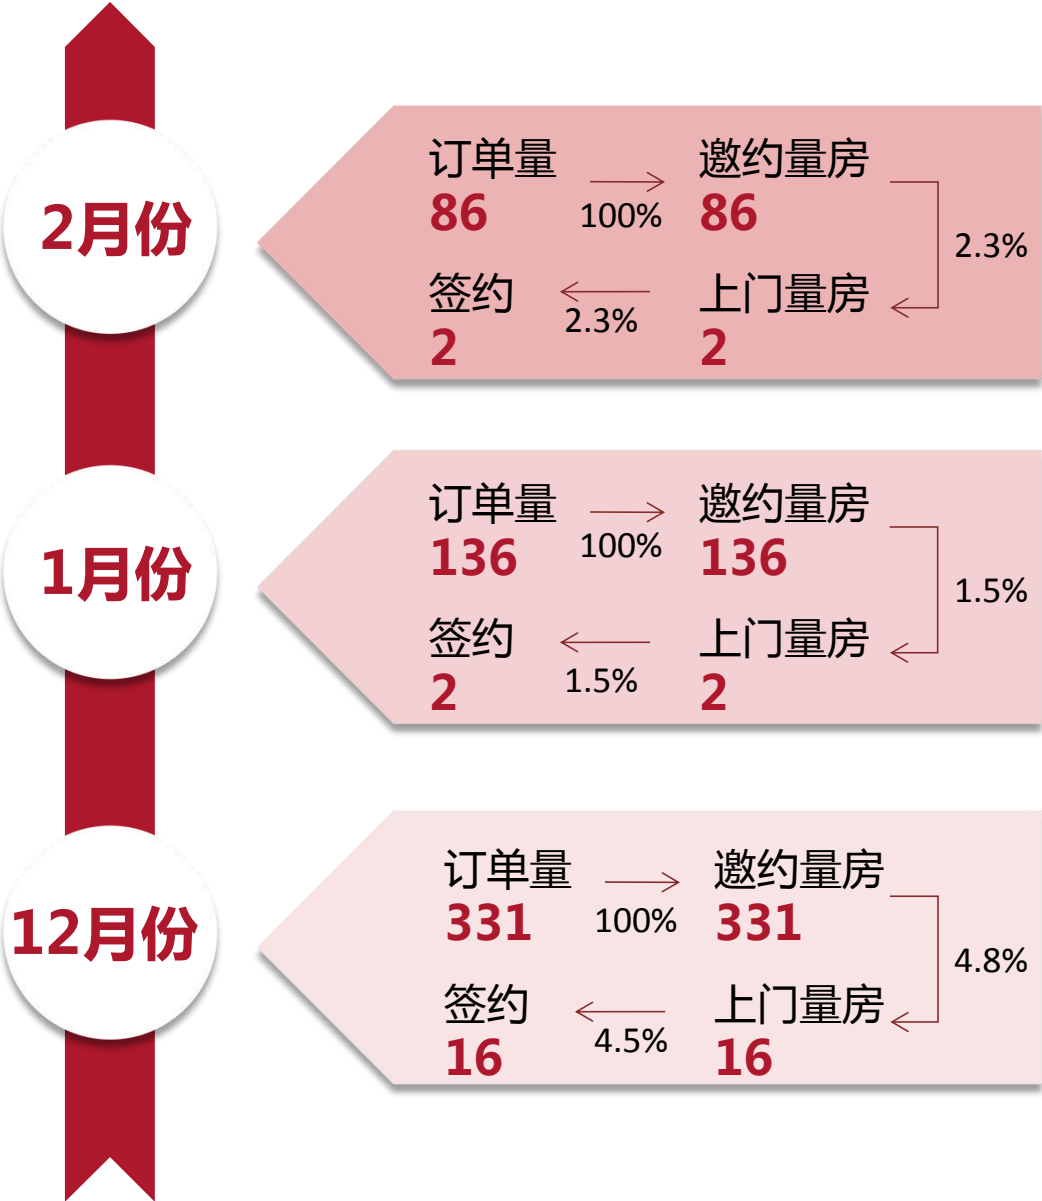 2月份
订单量
86
100%
邀约量房
86
2.3%
签约
2
2.3%
上门量房
2
1月份
订单量
136
100%
邀约量房
136
1.5%
签约
2
1.5%
上门量房
2
12月份
订单量
331
100%
邀约量房
331
4.8%
签约
16
4.5%
上门量房
16